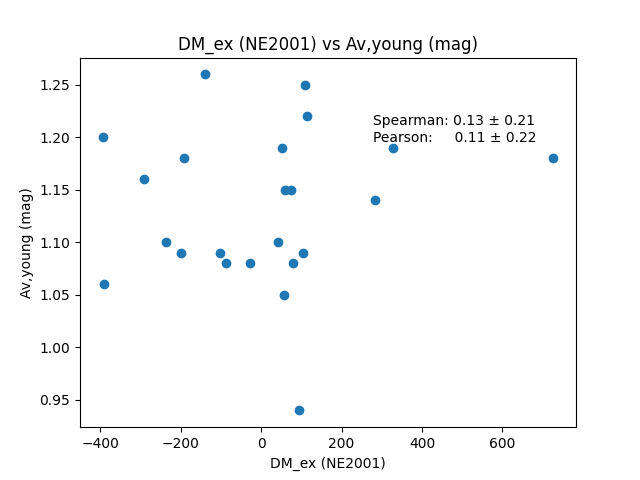 DM_ex (NE2001) vs Av,young (mag)
1.25
1.20
1.15
1.10
1.05
1.00
0.95
Av,young (mag)
Spearman: 0.13 ± 0.21
Pearson: 0.11 ± 0.22
−400 −200 0 200 400 600
DM_ex (NE2001)